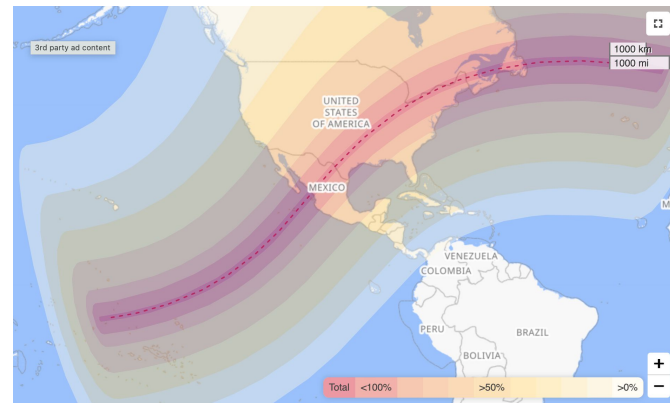 3rd party ad content
1000 km
1000 mi
UNITED
STATES
OF AMERICA
MEXICO
VENEZUELA
COLOMBIA
PERU
BRAZIL
BOLIVIA
+
Total <100% >50% >0%
−